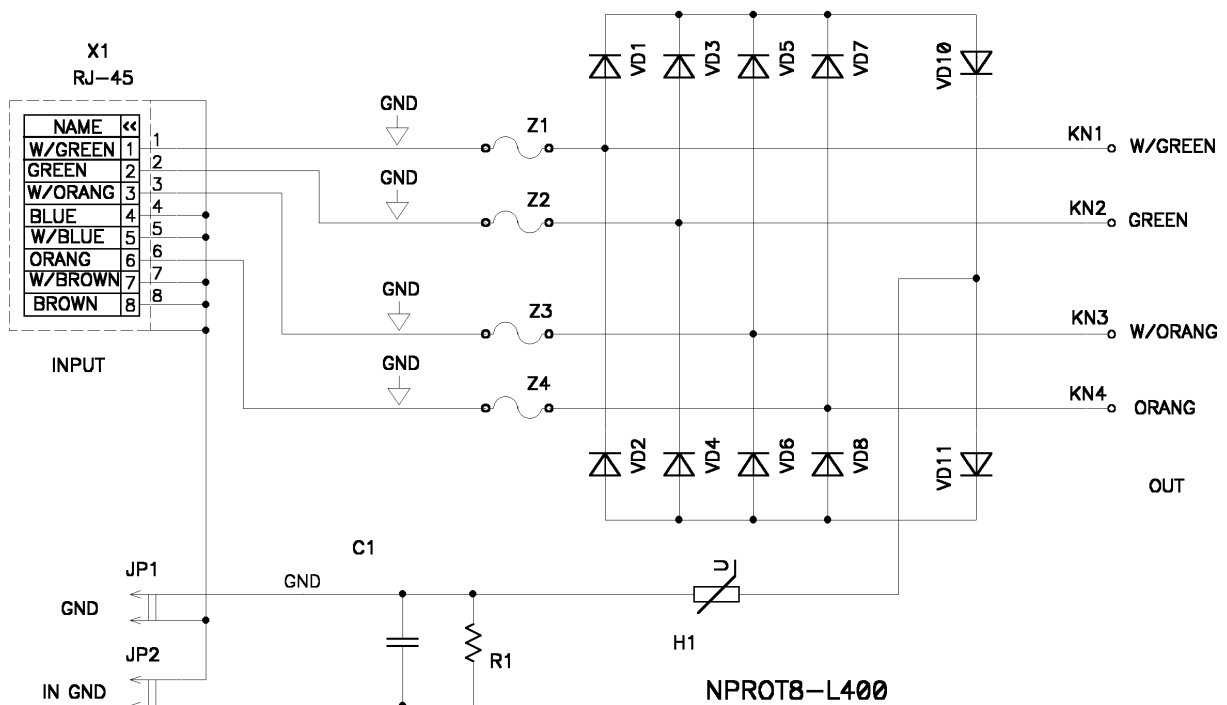 X1
RJ-45
NAME <<
W/GREEN 1
GREEN 2
W/ORANG 3
BLUE 4
W/BLUE 5
ORANG 6
W/BROWN 7
BROWN 8
1
2
3
4
5
6
7
8
INPUT
GND
GND
GND
GND
Z1
Z2
Z3
Z4
VD1
VD3
VD5
VD7
VD10
VD2
VD4
VD6
VD8
VD11
KN1 W/GREEN
KN2 GREEN
KN3 W/ORANG
KN4 ORANG
OUT
C1
JP1
GND
GND
U
H1
R1
JP2
IN GND
NPROT8-L400